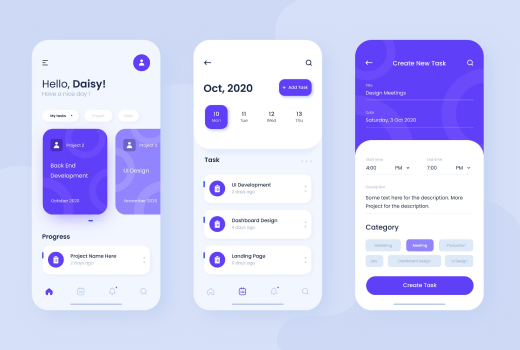 Hello, Daisy!
Have a nice day !
My tasks
Project 2
Back End
Development
October 2020
Project
UI Design
November 2020
Progress
Project Name Here
2 days ago
Oct, 2020
+ Add Task
10
Mon
11
Tue
12
Wed
13
Thu
Task
UI Development
2 days ago
Dashboard Design
4 days ago
Landing Page
6 days ago
Create New Task
Title
Design Meetings
Date
Saturday, 3 Oct 2020
Start time
4:00 PM
End time
7:00 PM
Description
Some text here for the description. More
Project for the description.
Category
Marketing
Meeting
Dev
Dashboard Design
UI Design
Create Task